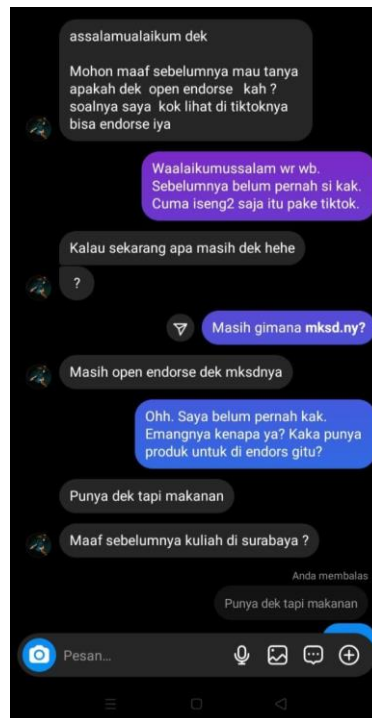 assalamualaikum dek
Mohon maaf sebelumnya mau tanya
apakah dek open endorse kah ?
soalnya saya kok lihat di tiktoknya
bisa endorse iya
Waalaikumussalam wr wb.
Sebelumnya belum pernah si kak.
Cuma iseng2 saja itu pake tiktok.
Kalau sekarang apa masih dek hehe
?
Masih gimana mksd.ny?
Masih open endorse dek mksdnya
Ohh. Saya belum pernah kak.
Emangnya kenapa ya? Kaka punya
produk untuk di endors gitu?
Punya dek tapi makanan
Maaf sebelumnya kuliah di surabaya ?
Anda membalas
Punya dek tapi makanan
Pesan...